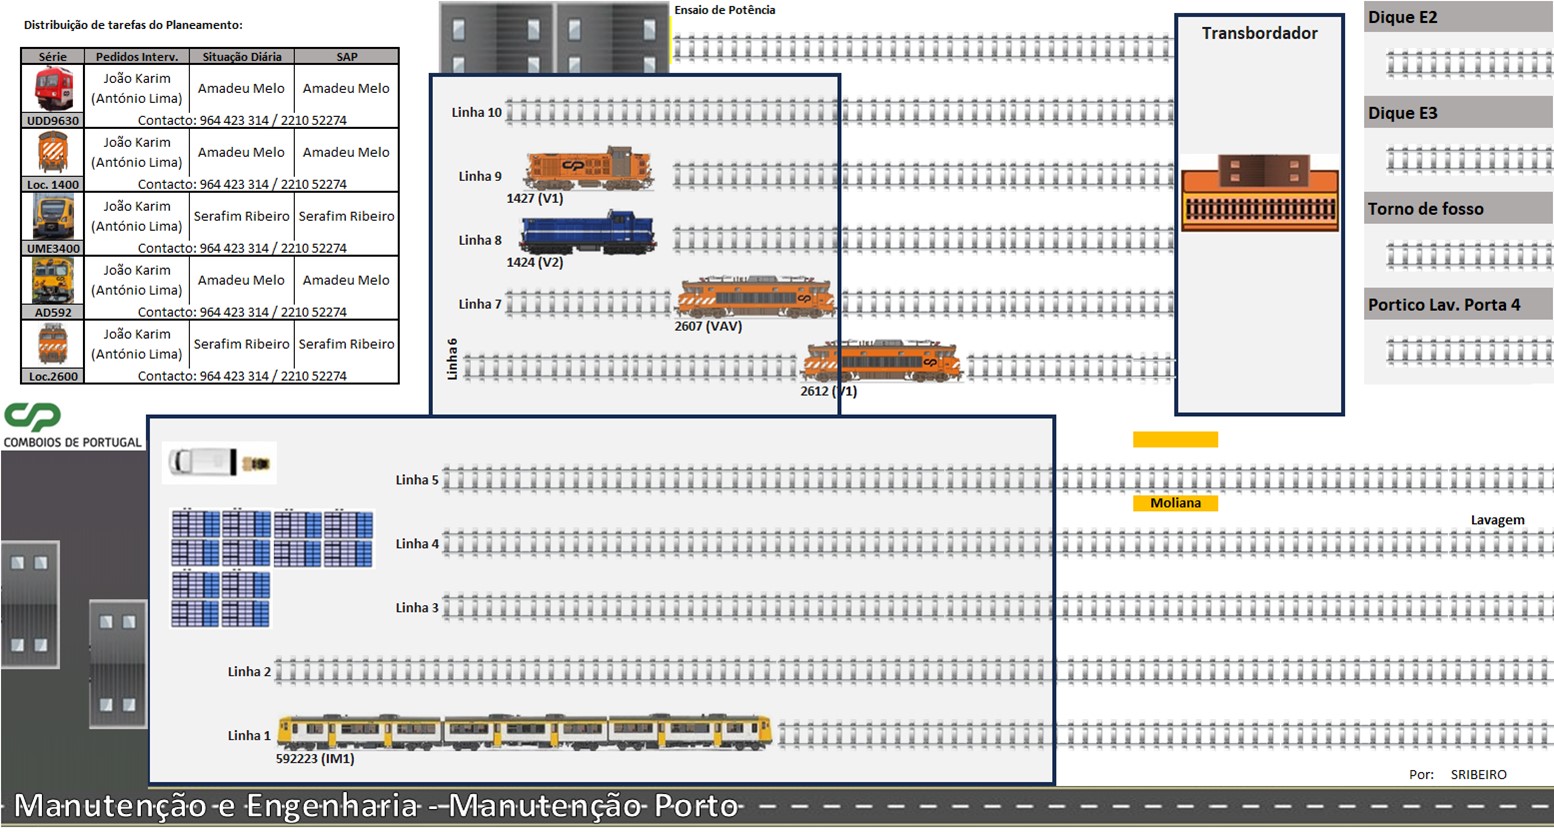 Distribuição de tarefas do Planeamento:
Série Pedidos Interv. Situação Diária SAP
João Karim
(António Lima) Amadeu Melo Amadeu Melo
UDD9630 Contacto: 964 423 314 / 2210 52274
João Karim
(António Lima) Amadeu Melo Amadeu Melo
Loc. 1400 Contacto: 964 423 314 / 2210 52274
João Karim
(António Lima) Serafim Ribeiro Serafim Ribeiro
UME3400 Contacto: 964 423 314 / 2210 52274
João Karim
(António Lima) Amadeu Melo Amadeu Melo
AD592 Contacto: 964 423 314 / 2210 52274
João Karim
(António Lima) Serafim Ribeiro Serafim Ribeiro
Loc.2600 Contacto: 964 423 314 / 2210 52274
CP
COMBOIOS DE PORTUGAL
Ensaio de Potência
Linha 10
Linha 9
1427 (V1)
Linha 8
1424 (V2)
Linha 7
2607 (VAV)
Linha 6
2612 (V1)
Transbordador
Dique E2
Dique E3
Torno de fosso
Portico Lav. Porta 4
Linha 5
Moliana
Lavagem
Linha 4
Linha 3
Linha 2
Linha 1
592223 (IM1)
Por: SRIBEIRO
Manutenção e Engenharia - Manutenção Porto